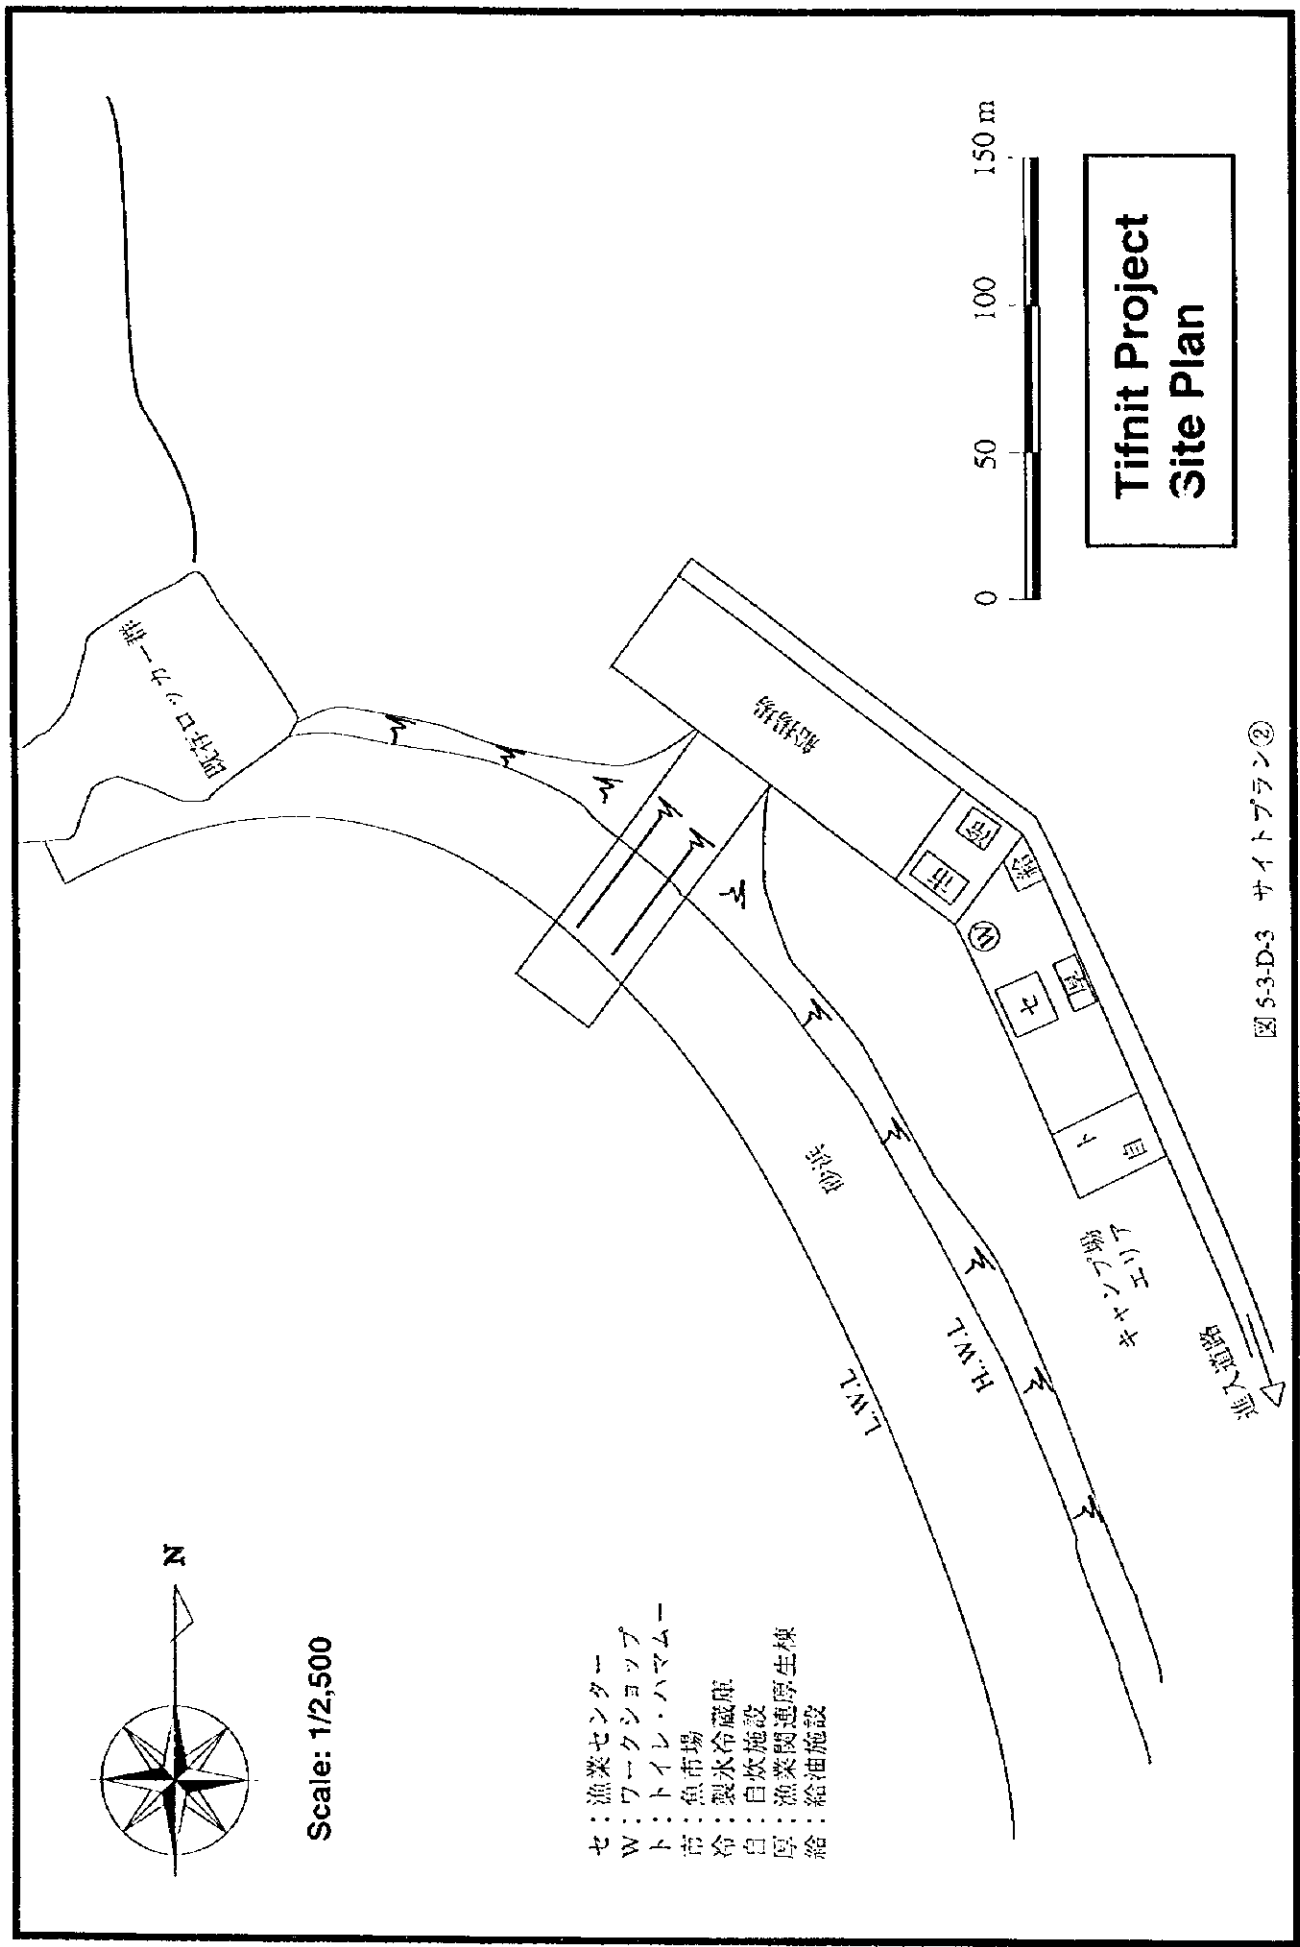 N
Scale: 1/2,500
セ：漁業センター
W：ワークショップ
ト：トイレ・ハマムー
市：魚市場
冷：製氷冷蔵庫
自：自炊施設
厚：漁業関連厚生棟
給：給油施設
既存ロッカー群
船揚場
砂浜
L.W.L
H.W.L
市
冷
給
W
セ
厚
ト
自
キャンプ場
エリア
進入道路
0 50 100 150 m
Tifnit Project
Site Plan
図 5-3-D-3 サイトプラン②